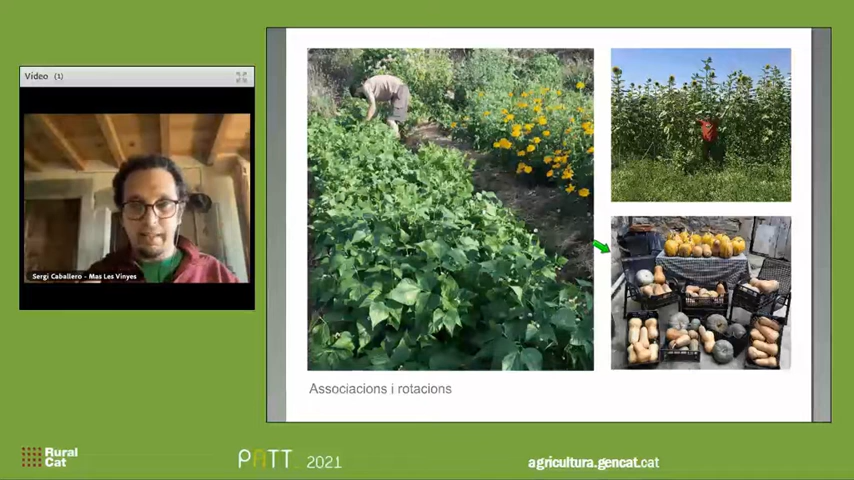 Vídeo (1)
Sergi Caballero - Mas Les Vinyes
Associacions i rotacions
Rural
Cat
PATT 2021
agricultura.gencat.cat